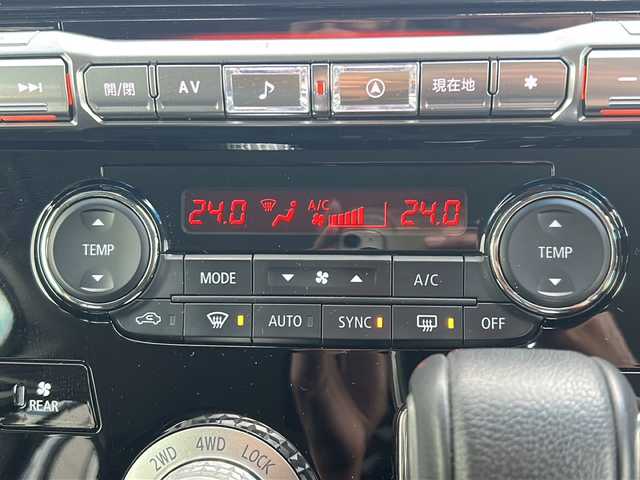 開/閉 AV 現在地
24.0 A/C 24.0
TEMP TEMP
MODE A/C
AUTO SYNC OFF
REAR
2WD 4WD LOCK